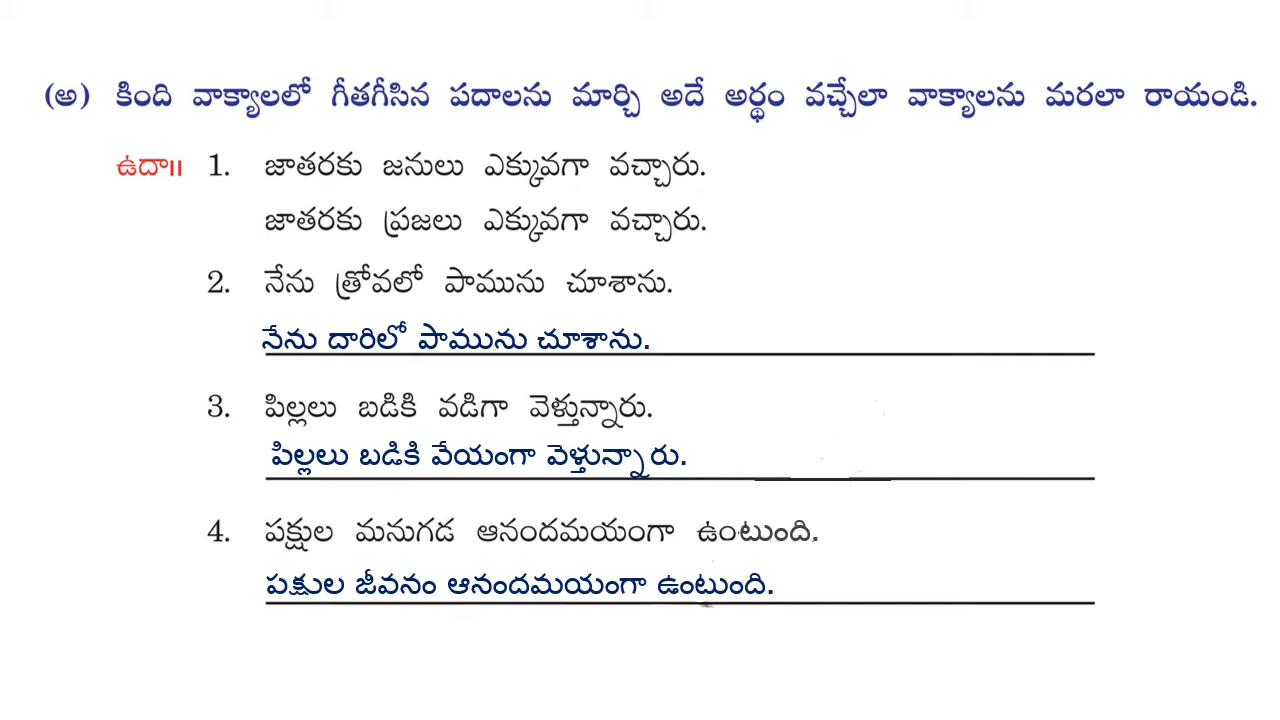 (అ) కింది వాక్యాలలో గీతగీసిన పదాలను మార్చి అదే అర్థం వచ్చేలా వాక్యాలను మరలా రాయండి.
ఉదా॥ 1. జాతరకు జనులు ఎక్కువగా వచ్చారు.
జాతరకు ప్రజలు ఎక్కువగా వచ్చారు.
2. నేను త్రోవలో పామును చూశాను.
నేను దారిలో పామును చూశాను.
3. పిల్లలు బడికి వడిగా వెళ్తున్నారు.
పిల్లలు బడికి వేయంగా వెళ్తున్నారు.
4. పక్షుల మనుగడ ఆనందమయంగా ఉంటుంది.
పక్షుల జీవనం ఆనందమయంగా ఉంటుంది.